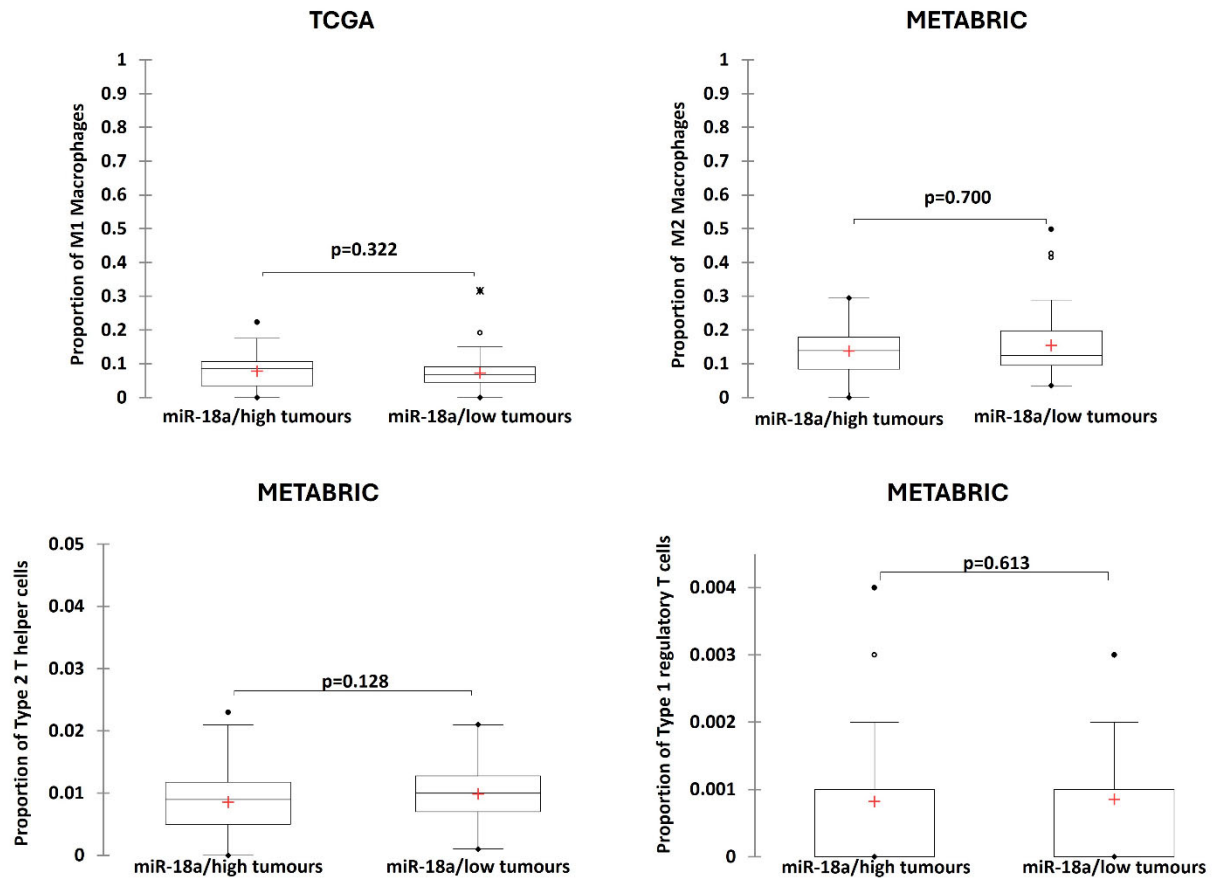 TCGA
Proportion of M1 Macrophages
1
0.9
0.8
0.7
0.6
0.5
0.4
0.3
0.2
0.1
0
p=0.322
miR-18a/high tumours
miR-18a/low tumours
METABRIC
Proportion of M2 Macrophages
1
0.9
0.8
0.7
0.6
0.5
0.4
0.3
0.2
0.1
0
p=0.700
miR-18a/high tumours
miR-18a/low tumours
METABRIC
Proportion of Type 2 T helper cells
0.05
0.04
0.03
0.02
0.01
0
p=0.128
miR-18a/high tumours
miR-18a/low tumours
METABRIC
Proportion of Type 1 regulatory T cells
0.004
0.003
0.002
0.001
0
p=0.613
miR-18a/high tumours
miR-18a/low tumours